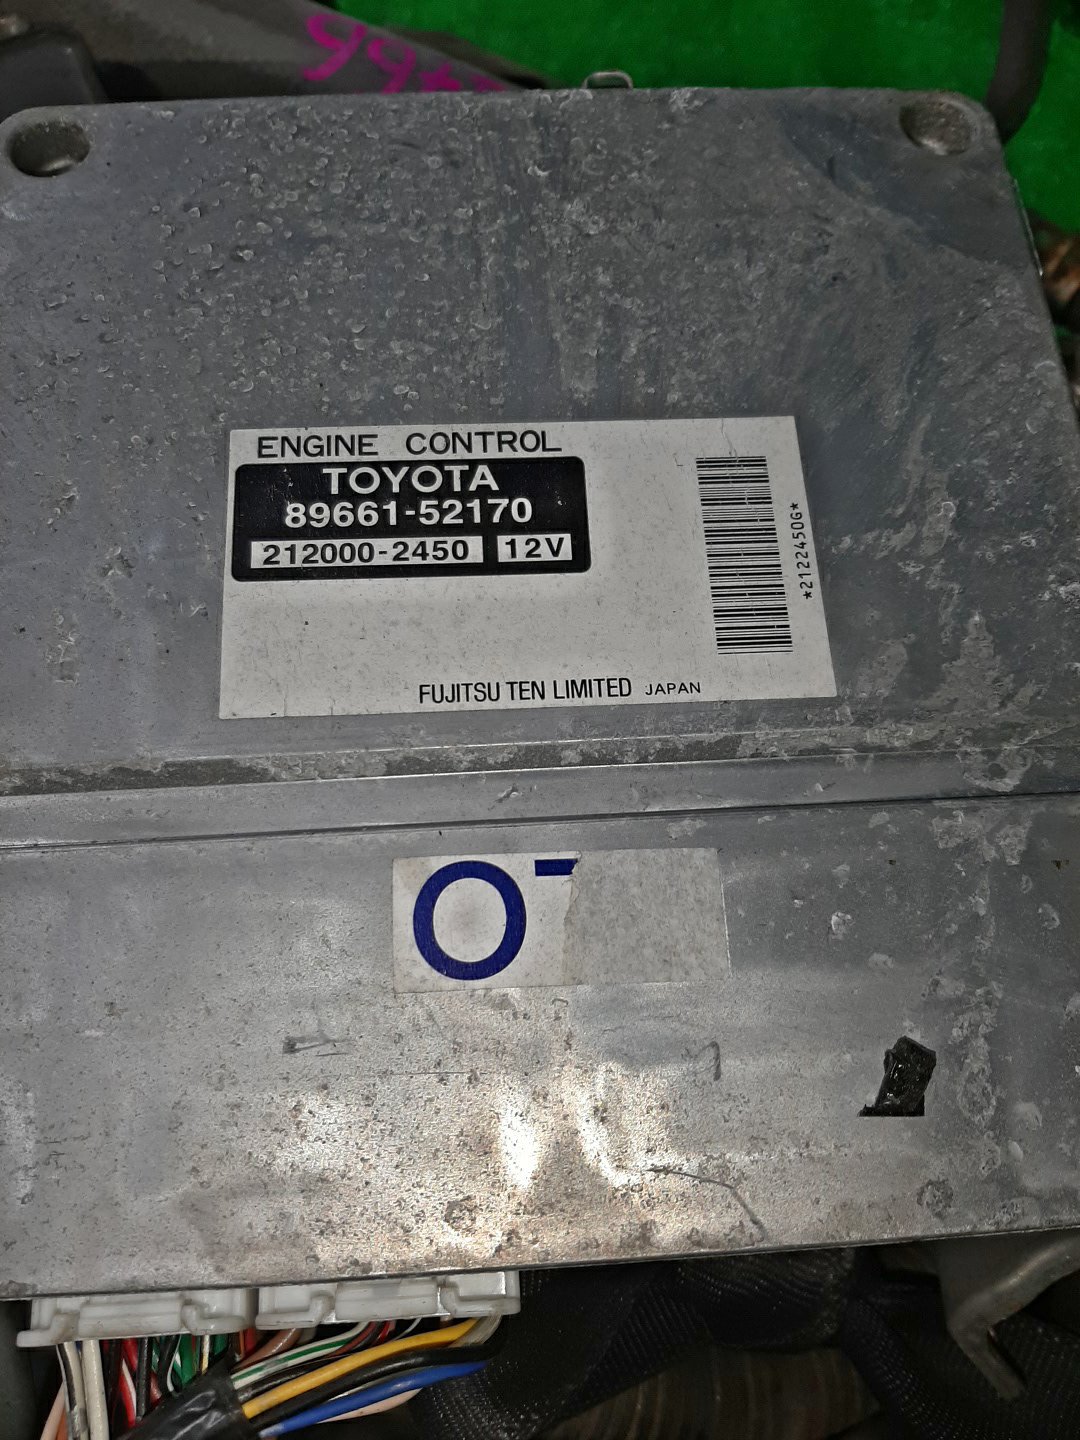 ENGINE CONTROL
TOYOTA
89661-52170
212000-2450 12V
*2122450G*
FUJITSU TEN LIMITED JAPAN